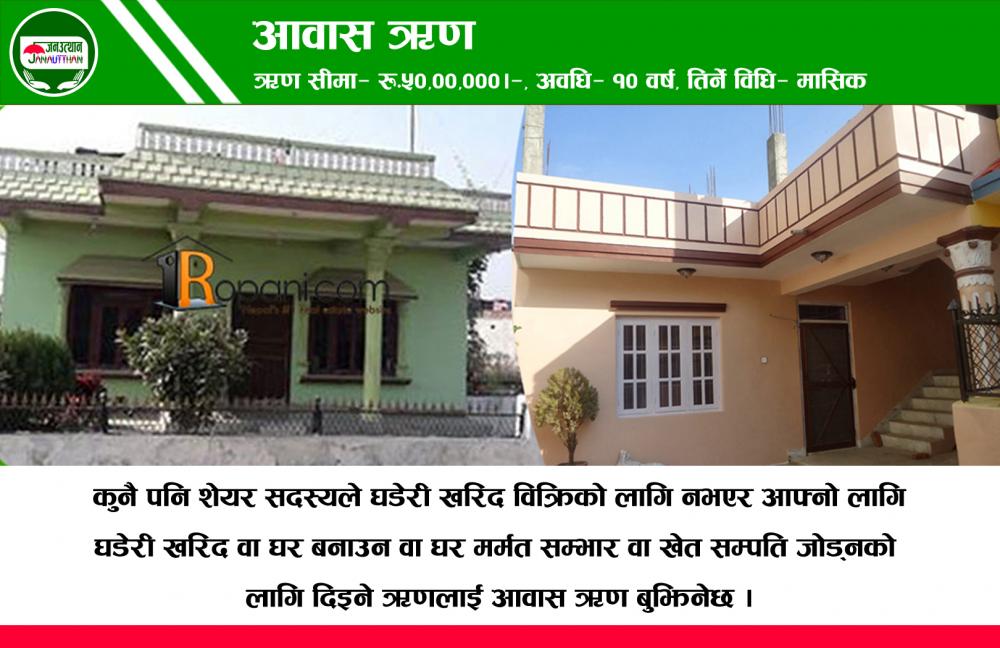 जनउत्थान
JANAUTTHAN
आवास ऋण
ऋण सीमा- रू.५०,००,०००।-, अवधि- १० वर्ष, तिर्ने विधि- मासिक
Ropani.com
real estate website
कुनै पनि शेयर सदस्यले घडेरी खरिद विक्रिको लागि नभएर आफ्नो लागि
घडेरी खरिद वा घर बनाउन वा घर मर्मत सम्भार वा खेत सम्पति जोड्नको
लागि दिइने ऋणलाई आवास ऋण बुझिनेछ ।